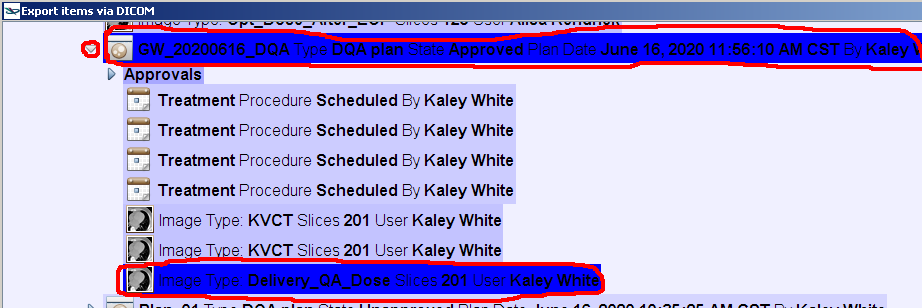 Export items via DICOM
Image Type: Opt_Dose_After_EOP Slices 128 User
GW_20200616_DQA Type DQA plan State Approved Plan Date June 16, 2020 11:56:10 AM CST By Kaley
Approvals
Treatment Procedure Scheduled By Kaley White
Treatment Procedure Scheduled By Kaley White
Treatment Procedure Scheduled By Kaley White
Treatment Procedure Scheduled By Kaley White
Image Type: KVCT Slices 201 User Kaley White
Image Type: KVCT Slices 201 User Kaley White
Image Type: Delivery_QA_Dose Slices 201 User Kaley White
Plan_01 Type DQA plan State Unapproved Plan Date June 16, 2020 10:35:25 AM CST By Kaley White